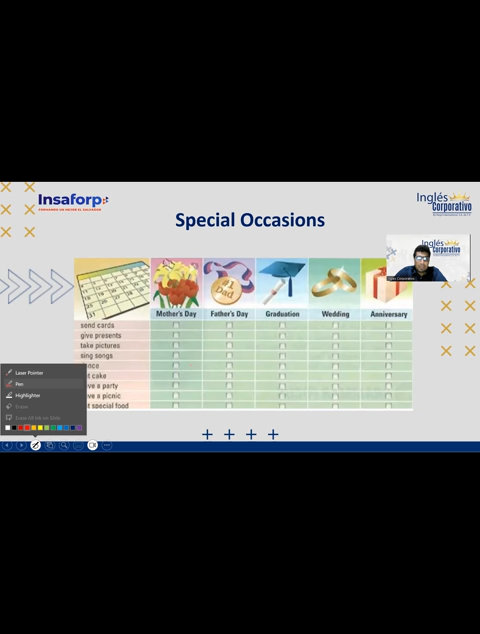 Insaforp
FORMANDO UN MEJOR EL SALVADOR
Inglés
Corporativo
Special Occasions
Inglés
Corporativo
#1
Dad
Mother's Day Father's Day Graduation Wedding Anniversary
send cards
give presents
take pictures
sing songs
ance
t cake
ve a party
ve a picnic
t special food
Laser Pointer
Pen
Highlighter
Eraser
Erase All Ink on Slide